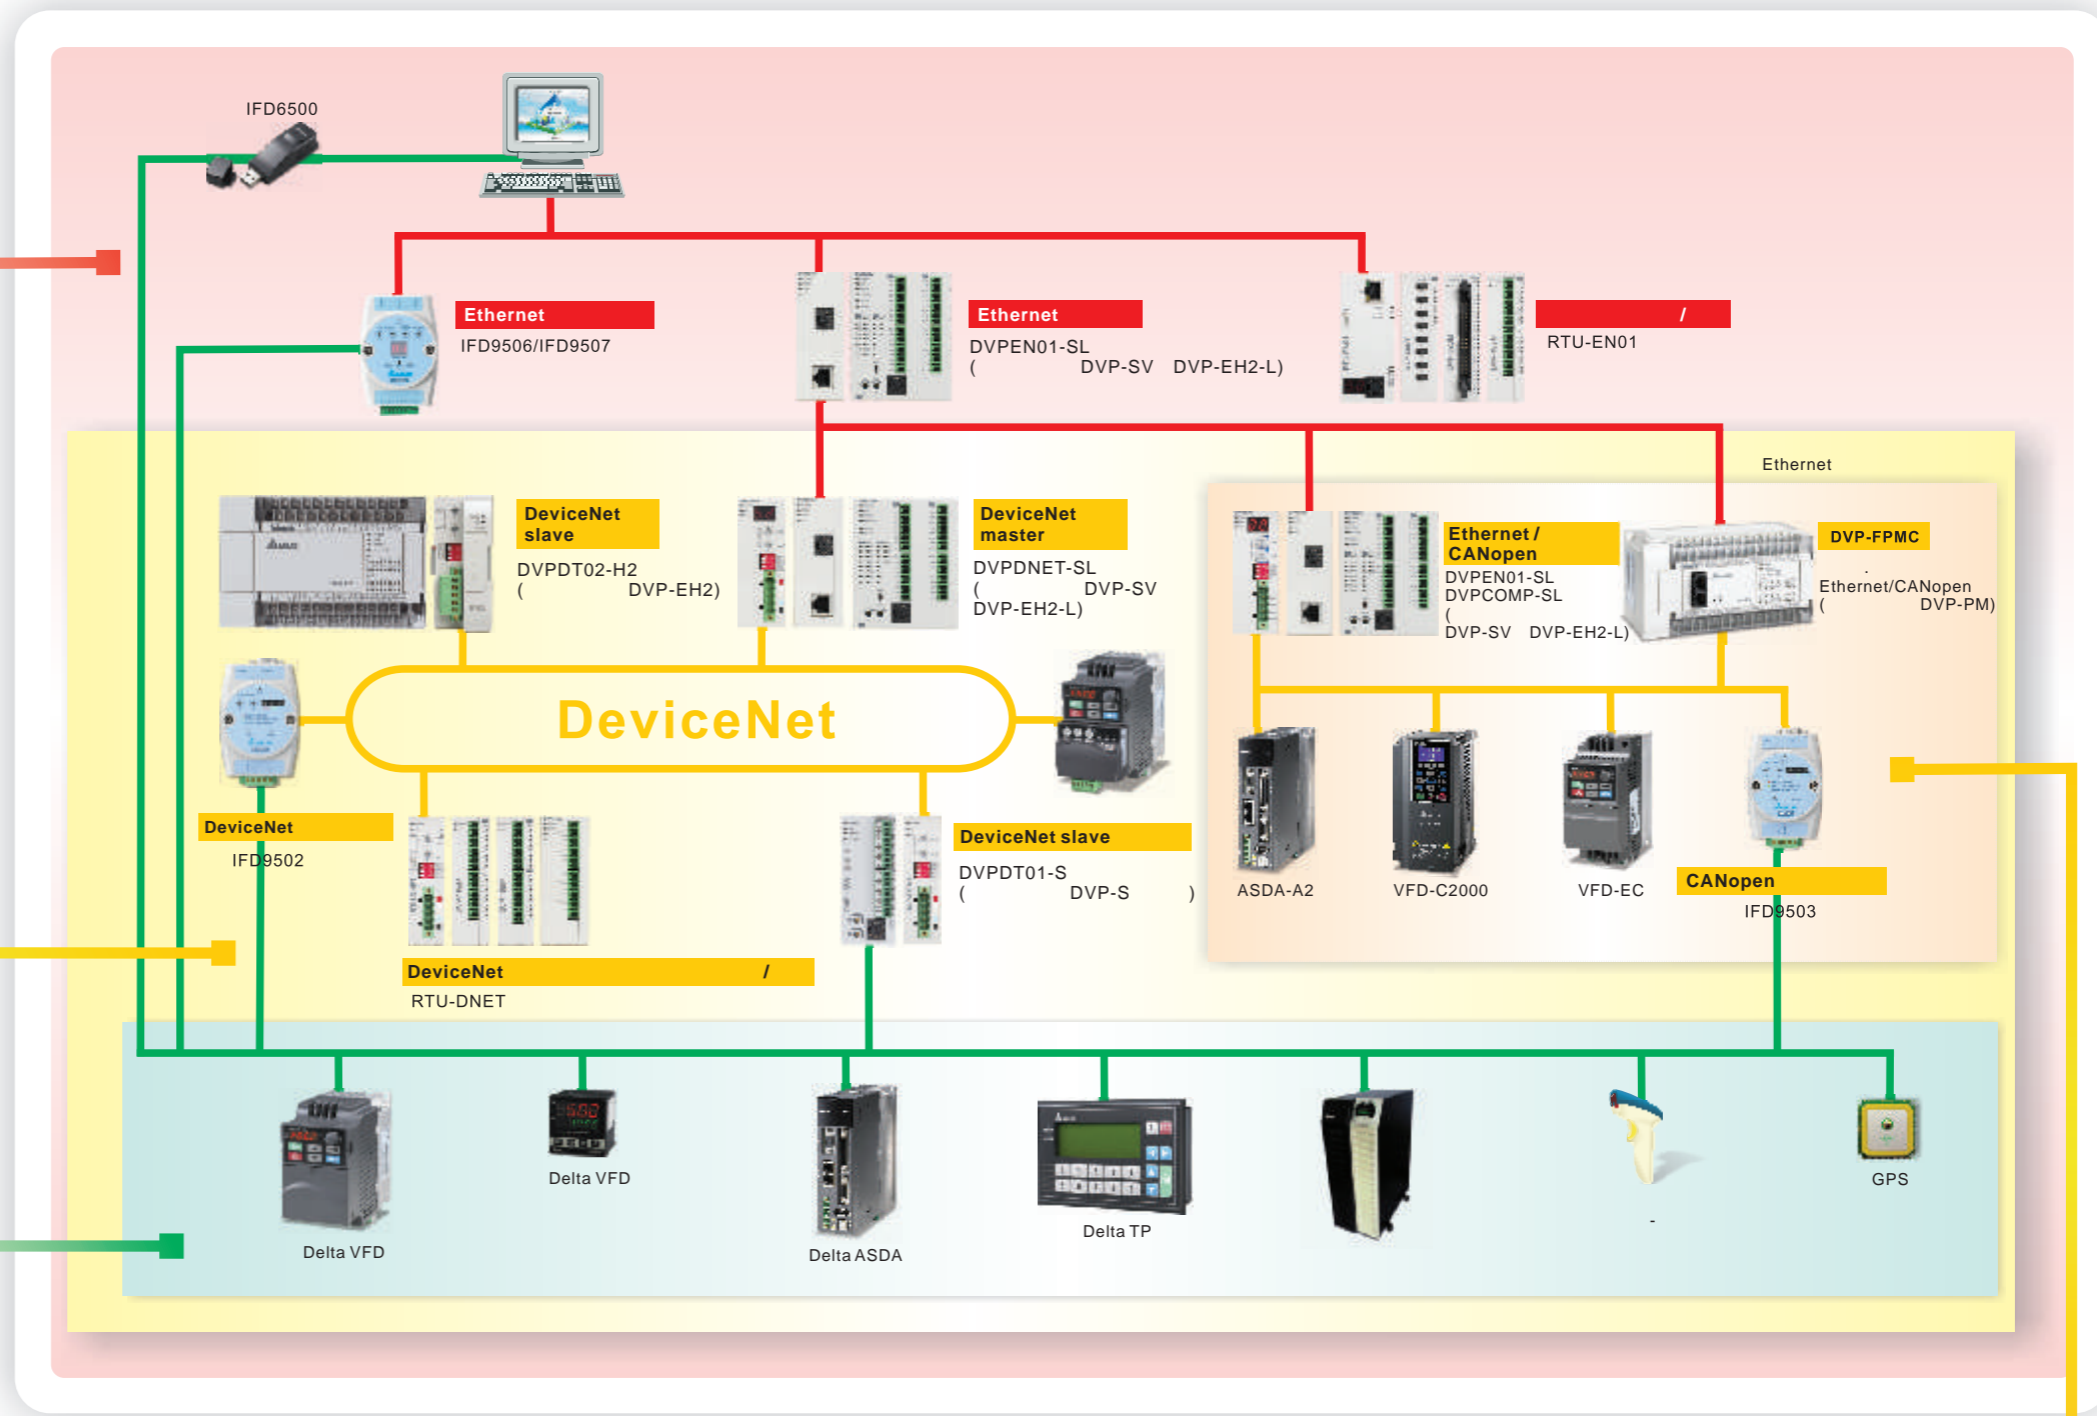 IFD6500
Ethernet
IFD9506/IFD9507
Ethernet
DVPEN01-SL
( DVP-SV DVP-EH2-L)
/
RTU-EN01
Ethernet
DeviceNet
slave
DVPDT02-H2
( DVP-EH2)
DeviceNet
master
DVPDNET-SL
( DVP-SV
DVP-EH2-L)
Ethernet /
CANopen
DVPEN01-SL
DVPCOMP-SL
(
DVP-SV DVP-EH2-L)
DVP-FPMC
.
Ethernet/CANopen
( DVP-PM)
DeviceNet
DeviceNet
IFD9502
DeviceNet slave
DVPDT01-S
( DVP-S )
ASDA-A2
VFD-C2000
VFD-EC
CANopen
IFD9503
DeviceNet /
RTU-DNET
Delta VFD
Delta VFD
Delta ASDA
Delta TP
-
GPS